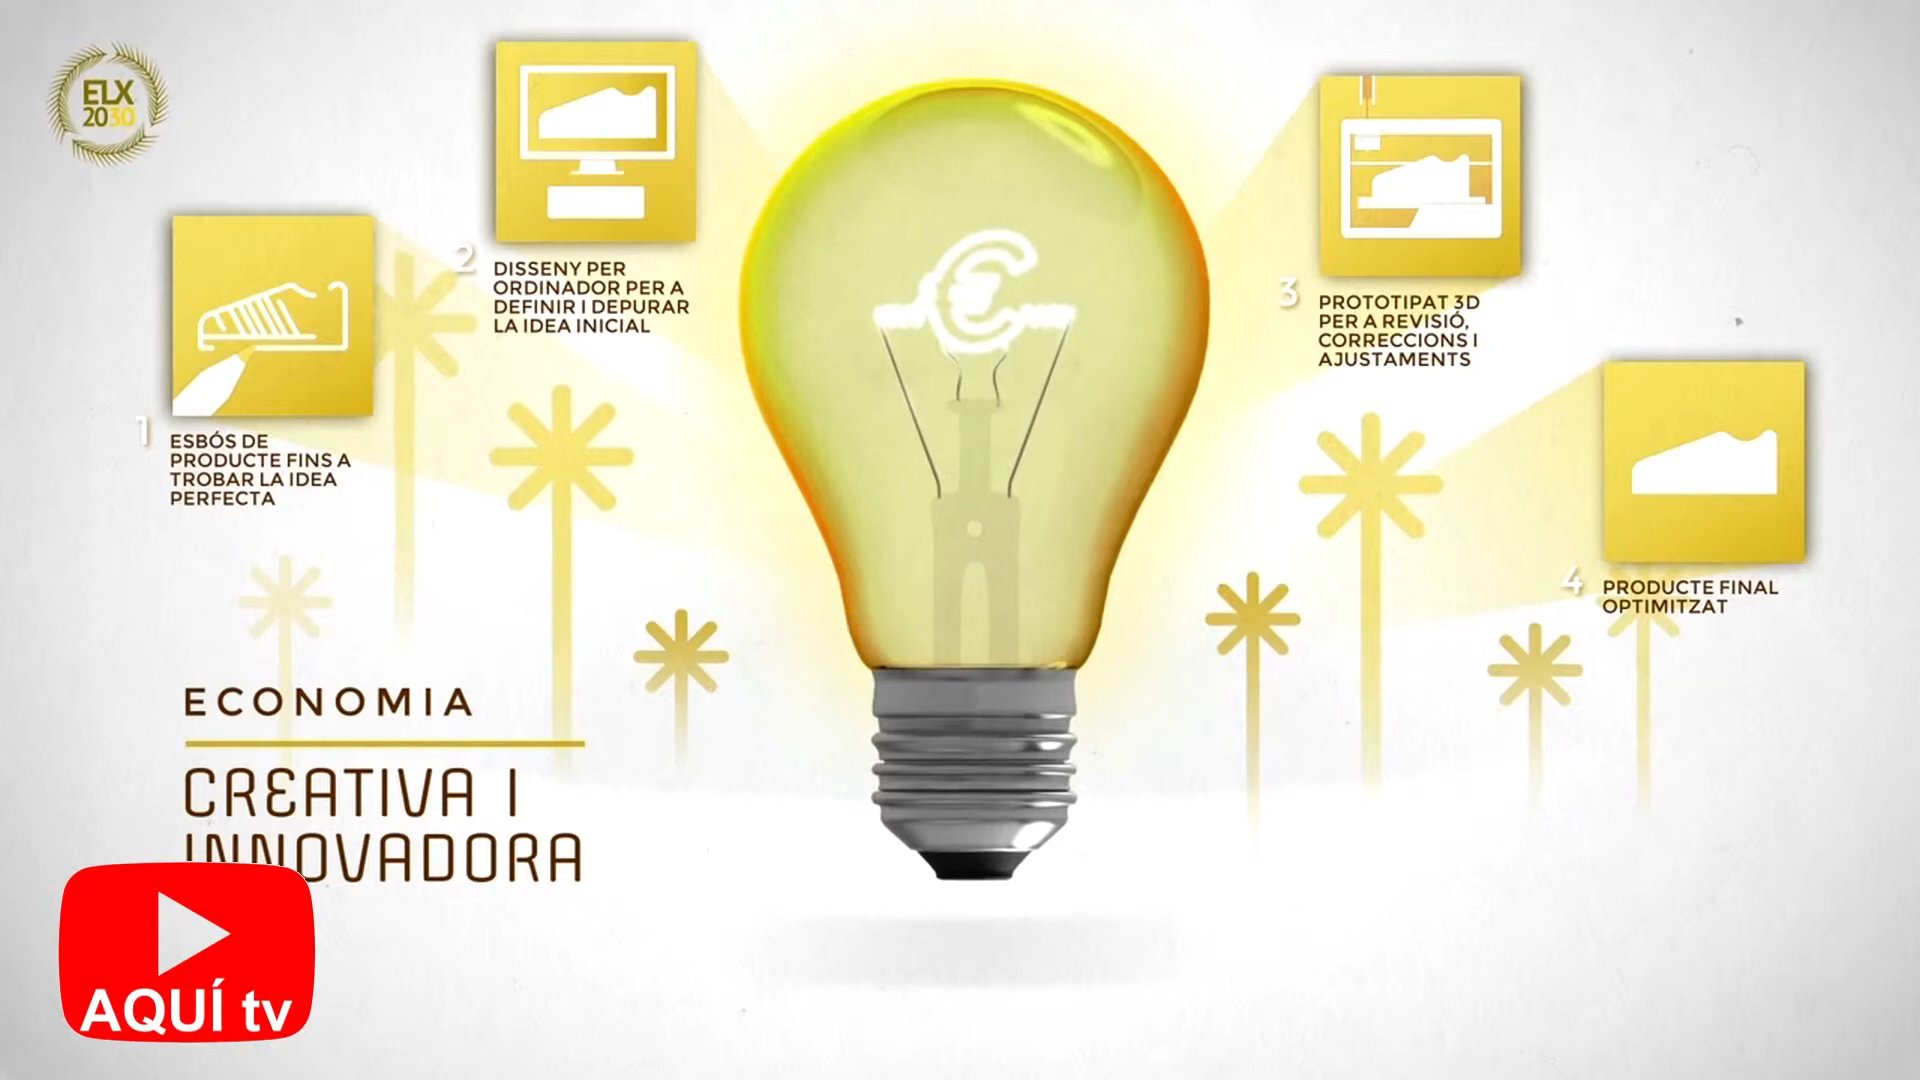 ELX
2030
1
ESBÓS DE
PRODUCTE FINS A
TROBAR LA IDEA
PERFECTA
2
DISSENY PER
ORDINADOR PER A
DEFINIR I DEPURAR
LA IDEA INICIAL
€
3
PROTOTIPAT 3D
PER A REVISIÓ,
CORRECCIONS I
AJUSTAMENTS
4
PRODUCTE FINAL
OPTIMITZAT
ECONOMIA
CREATIVA I
INNOVADORA
AQUÍ tv